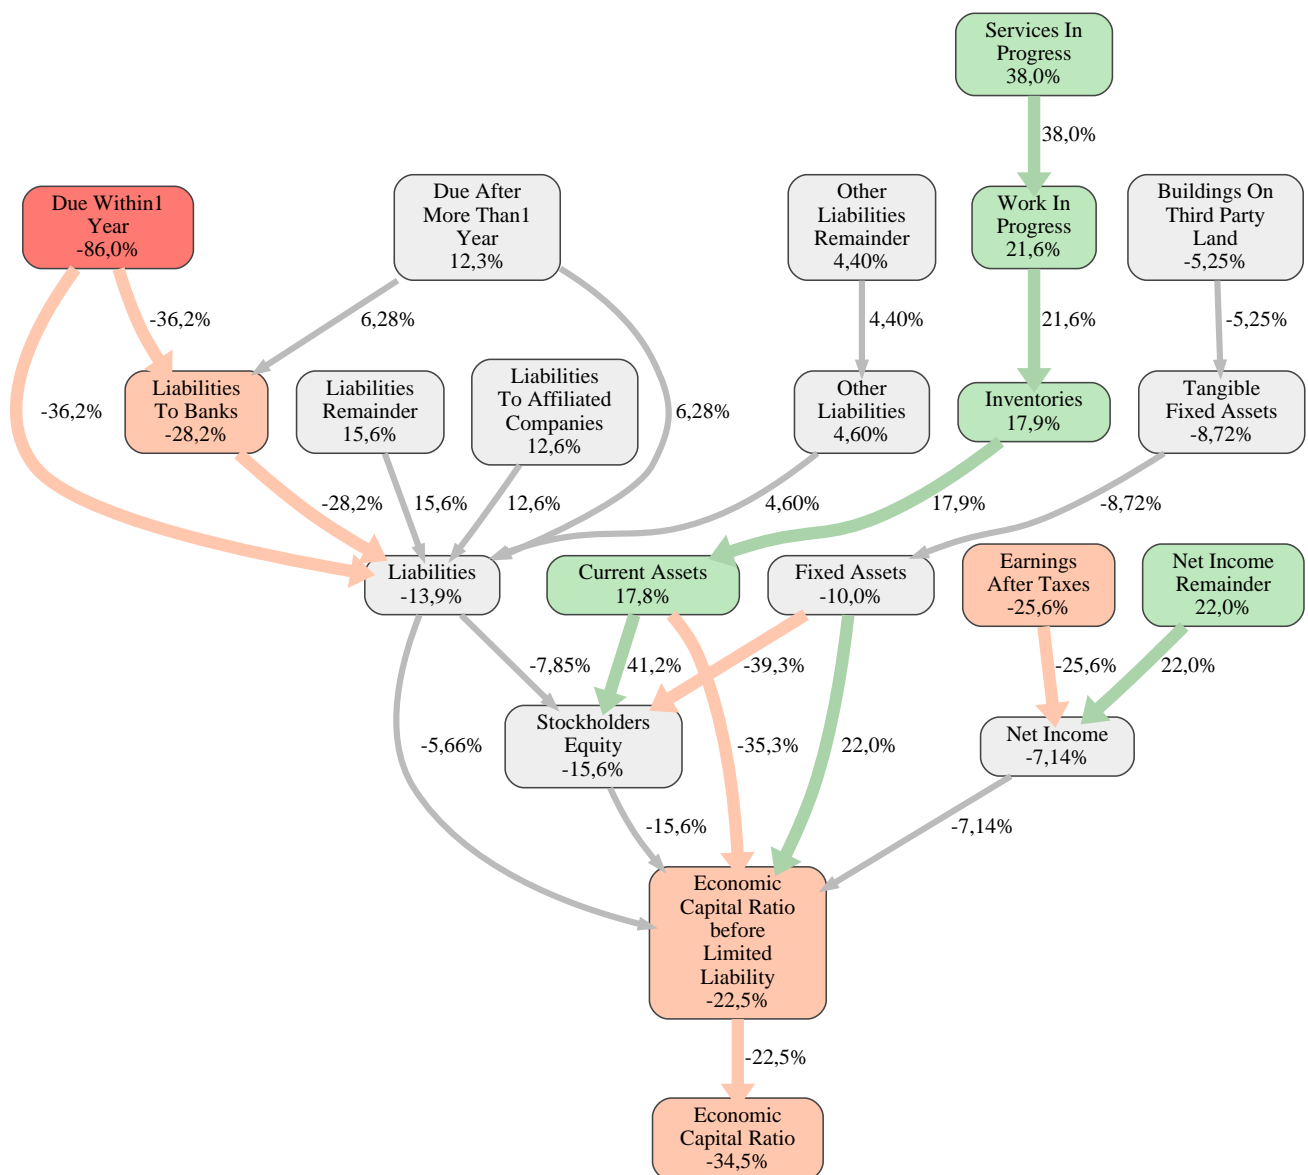 Services In
Progress
38,0%
38,0%
Due Within1
Year
-86,0%
Due After
More Than1
Year
12,3%
Other
Liabilities
Remainder
4,40%
Work In
Progress
21,6%
Buildings On
Third Party
Land
-5,25%
-36,2%
6,28%
4,40%
21,6%
-5,25%
-36,2%
Liabilities
To Banks
-28,2%
Liabilities
Remainder
15,6%
Liabilities
To Affiliated
Companies
12,6%
6,28%
Other
Liabilities
4,60%
Inventories
17,9%
Tangible
Fixed Assets
-8,72%
-28,2%
15,6%
12,6%
4,60%
17,9%
-8,72%
Liabilities
-13,9%
Current Assets
17,8%
Fixed Assets
-10,0%
Earnings
After Taxes
-25,6%
Net Income
Remainder
22,0%
-7,85%
41,2%
-39,3%
-25,6%
22,0%
-5,66%
Stockholders
Equity
-15,6%
-35,3%
22,0%
Net Income
-7,14%
-15,6%
-7,14%
Economic
Capital Ratio
before
Limited
Liability
-22,5%
-22,5%
Economic
Capital Ratio
-34,5%